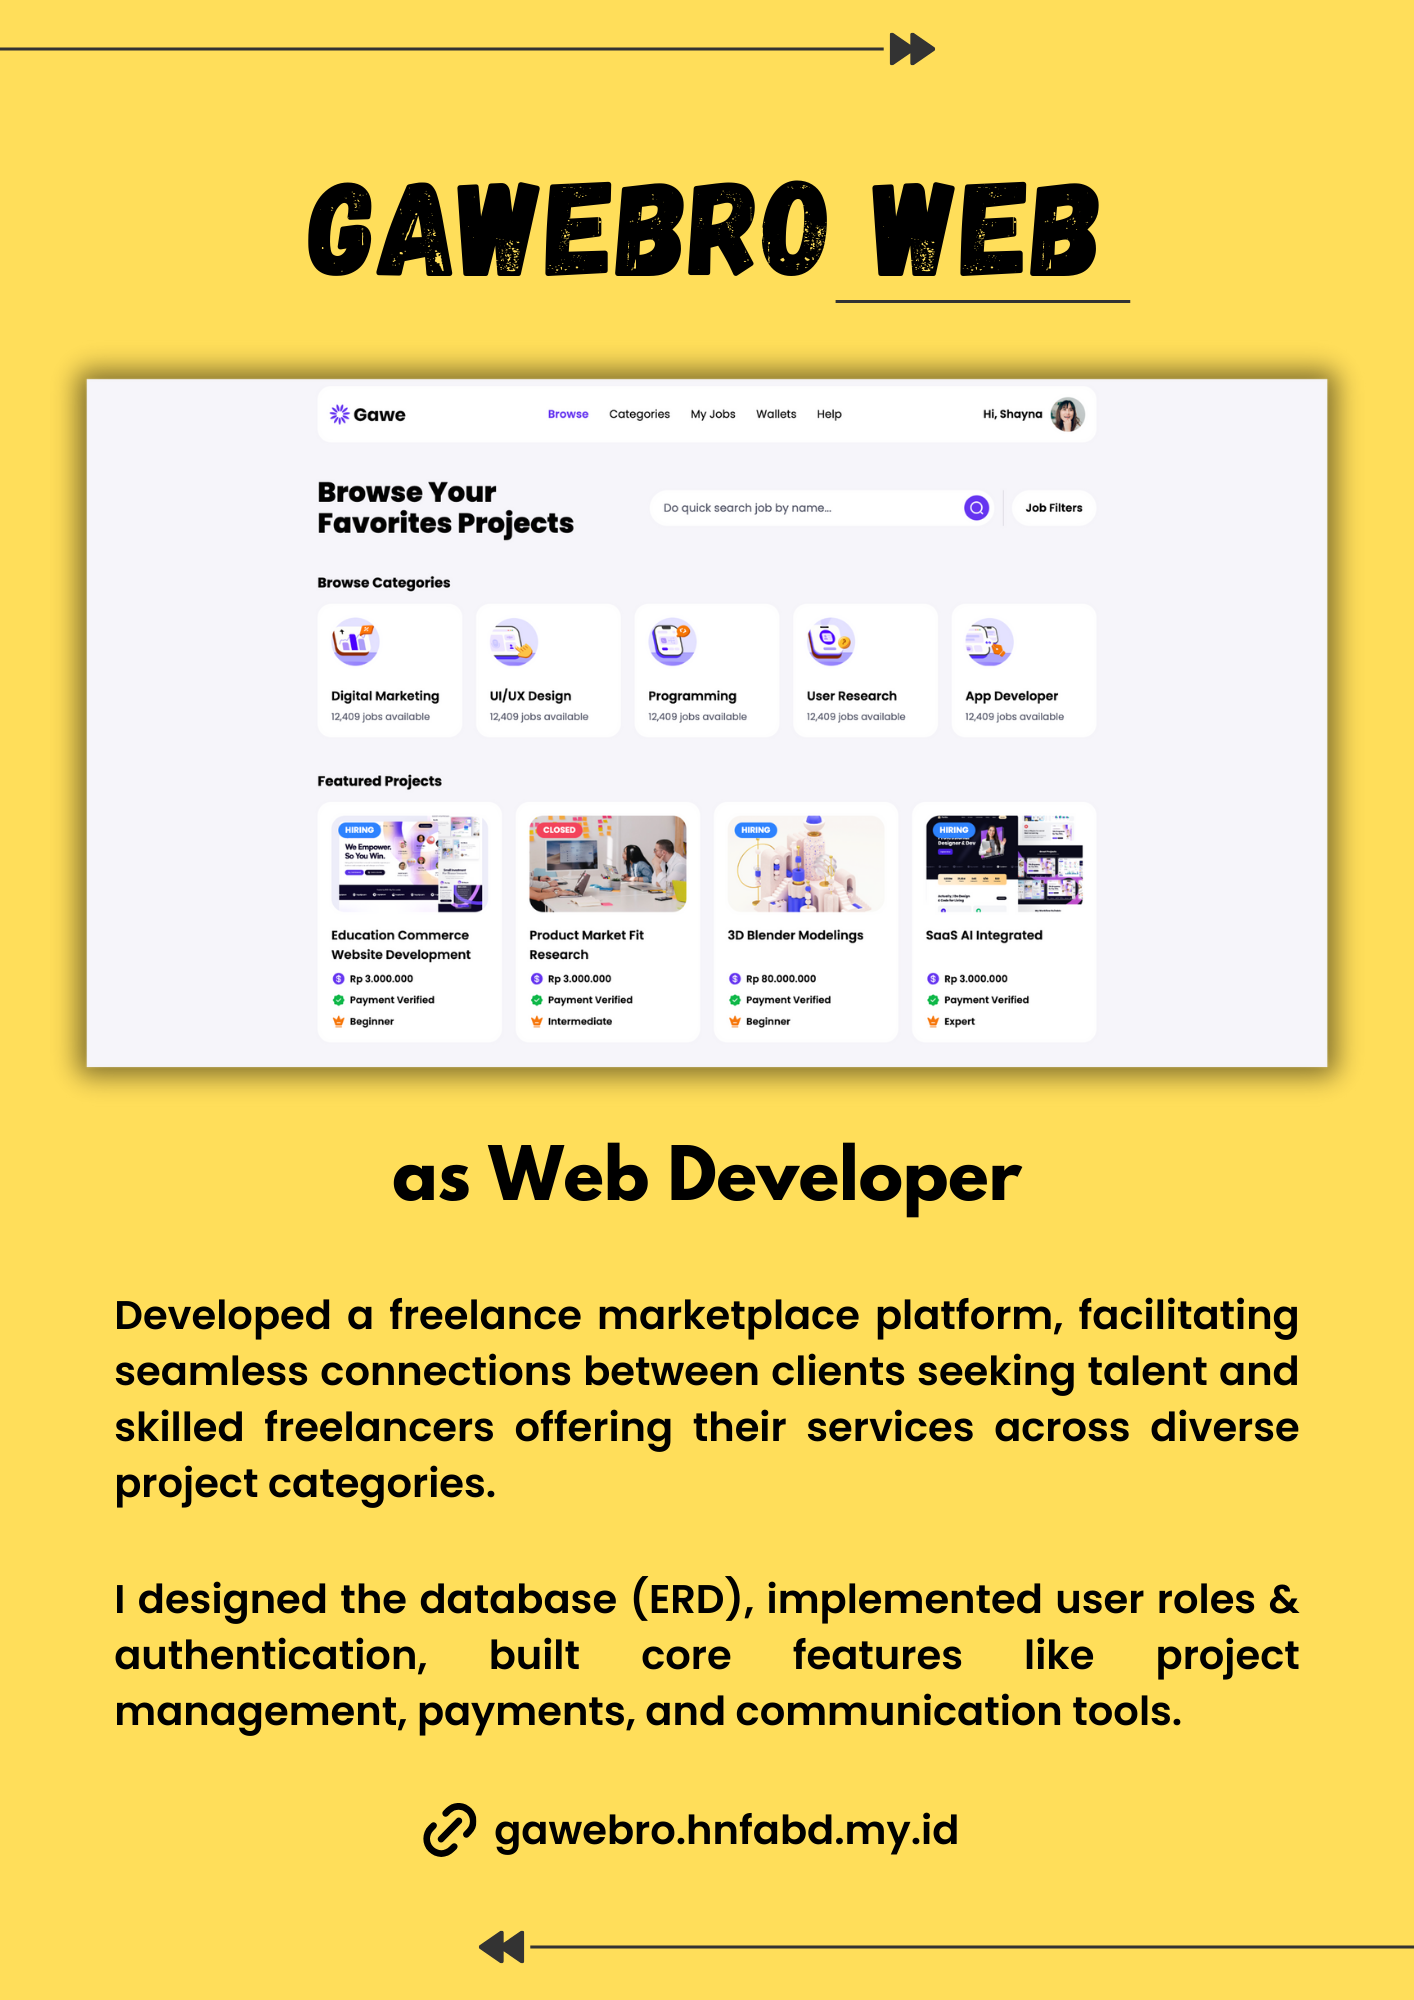 GAWEBRO WEB
Gawe
Browse Categories My Jobs Wallets Help
Hi, Shayna
Browse Your
Favorites Projects
Do quick search job by name...
Job Filters
Browse Categories
Digital Marketing
12,409 jobs available
UI/UX Design
12,409 jobs available
Programming
12,409 jobs available
User Research
12,409 jobs available
App Developer
12,409 jobs available
Featured Projects
HIRING
We Empower.
So You Win.
Education Commerce
Website Development
Rp 3.000.000
Payment Verified
Beginner
CLOSED
Product Market Fit
Research
Rp 3.000.000
Payment Verified
Intermediate
HIRING
3D Blender Modelings
Rp 80.000.000
Payment Verified
Beginner
HIRING
Designer & Dev
SaaS AI Integrated
Rp 3.000.000
Payment Verified
Expert
as Web Developer
Developed a freelance marketplace platform, facilitating
seamless connections between clients seeking talent and
skilled freelancers offering their services across diverse
project categories.
I designed the database (ERD), implemented user roles &
authentication, built core features like project
management, payments, and communication tools.
gawebro.hnfabd.my.id